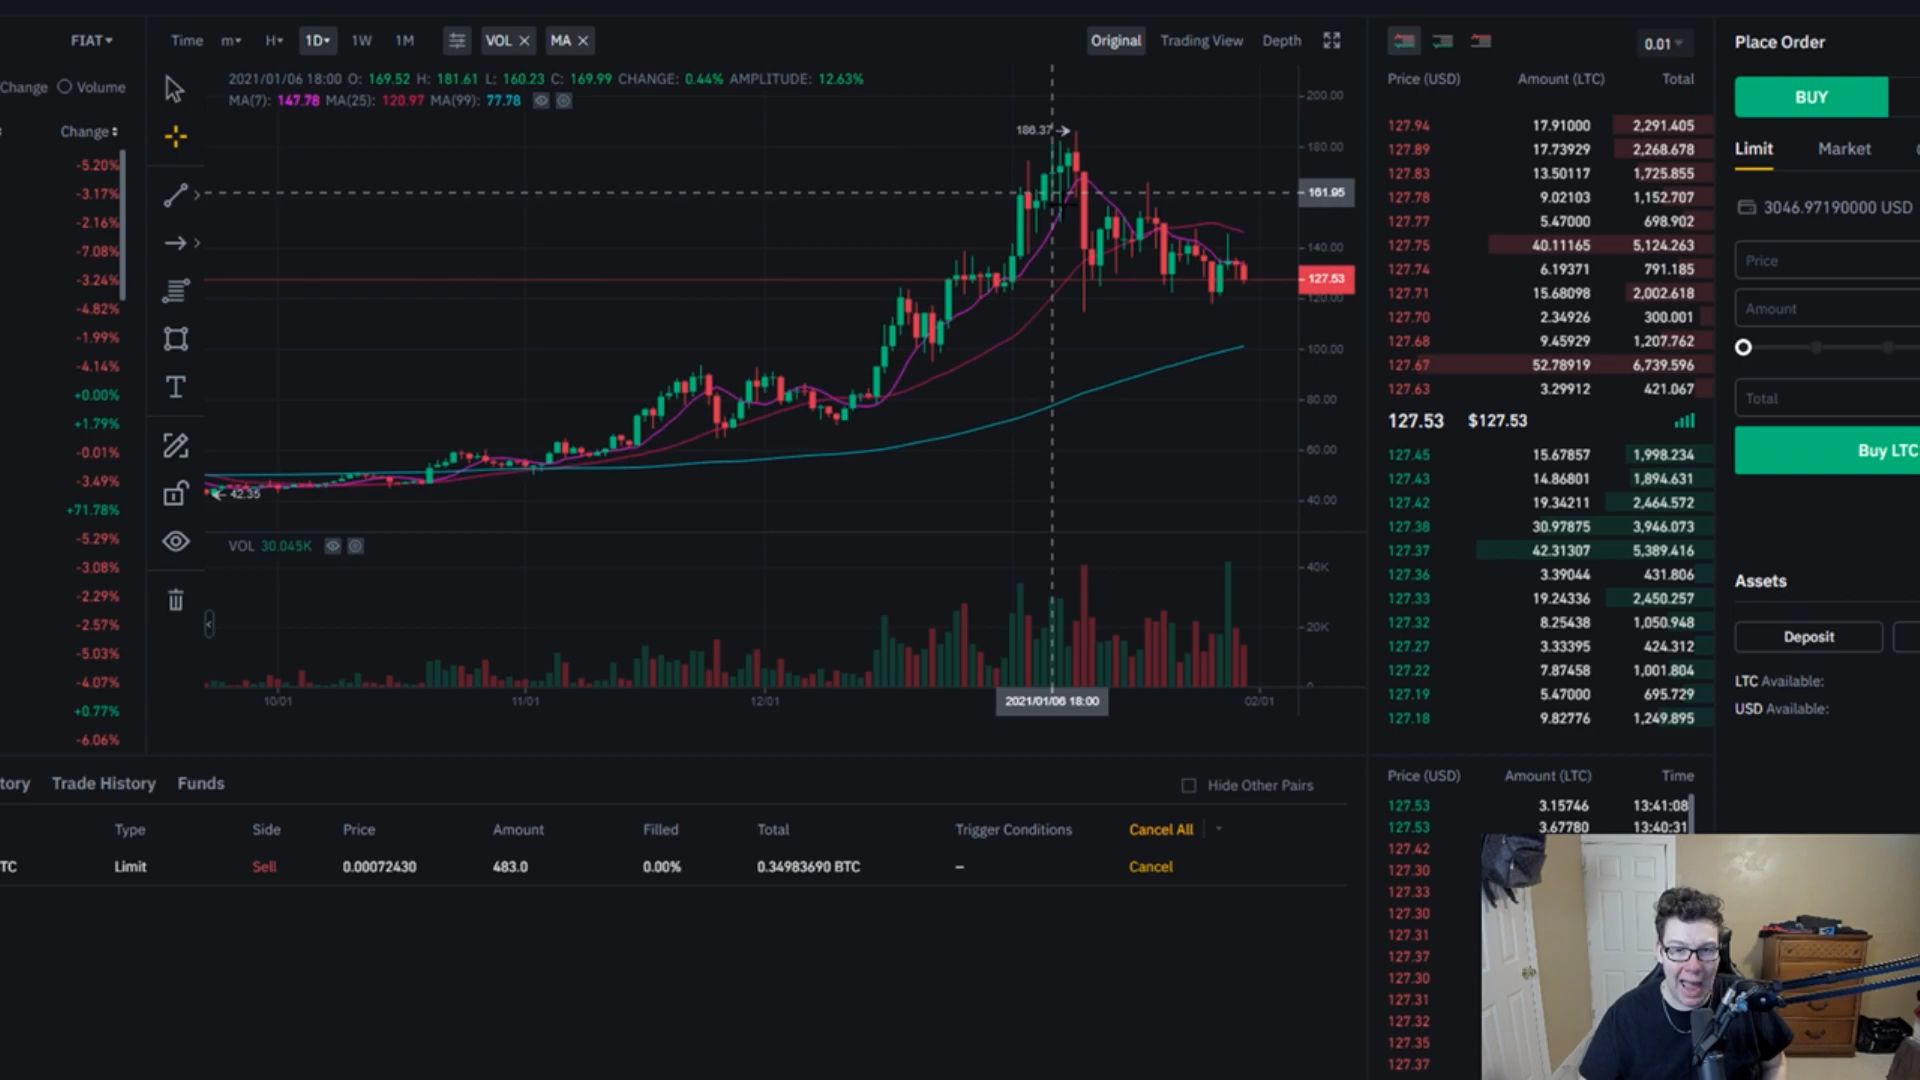 FIAT
Change Volume
Change
-5.20%
-3.17%
-2.16%
-7.08%
-3.24%
-4.82%
-1.99%
-4.14%
+0.00%
+1.79%
-0.01%
-3.49%
+71.78%
-5.29%
-3.08%
-2.29%
-2.57%
-5.03%
-4.07%
+0.77%
-6.06%
Time m H 1D 1W 1M VOL MA Original Trading View Depth
2021/01/06 18:00 O: 169.52 H: 181.61 L: 160.23 C: 169.99 CHANGE: 0.44% AMPLITUDE: 12.63%
MA(7): 147.78 MA(25): 120.97 MA(99): 77.78
T
186.37
42.35
200.00
180.00
161.95
140.00
127.53
120.00
100.00
80.00
60.00
40.00
VOL 30.045K
40K
20K
0
10/01 11/01 12/01 2021/01/06 18:00 02/01
0.01
Price (USD) Amount (LTC) Total
127.94 17.91000 2,291.405
127.89 17.73929 2,268.678
127.83 13.50117 1,725.855
127.78 9.02103 1,152.707
127.77 5.47000 698.902
127.75 40.11165 5,124.263
127.74 6.19371 791.185
127.71 15.68098 2,002.618
127.70 2.34926 300.001
127.68 9.45929 1,207.762
127.67 52.78919 6,739.596
127.63 3.29912 421.067
127.53 $127.53
127.45 15.67857 1,998.234
127.43 14.86801 1,894.631
127.42 19.34211 2,464.572
127.38 30.97875 3,946.073
127.37 42.31307 5,389.416
127.36 3.39044 431.806
127.33 19.24336 2,450.257
127.32 8.25438 1,050.948
127.27 3.33395 424.312
127.22 7.87458 1,001.804
127.19 5.47000 695.729
127.18 9.82776 1,249.895
Place Order
BUY
Limit Market
3046.97190000 USD
Price
Amount
Total
Buy LTC
Assets
Deposit
LTC Available:
USD Available:
tory Trade History Funds Hide Other Pairs
Type Side Price Amount Filled Total Trigger Conditions Cancel All
TC Limit Sell 0.00072430 483.0 0.00% 0.34983690 BTC – Cancel
Price (USD) Amount (LTC) Time
127.53 3.15746 13:41:08
127.53 3.67780 13:40:31
127.42
127.30
127.33
127.30
127.31
127.37
127.30
127.31
127.32
127.35
127.37